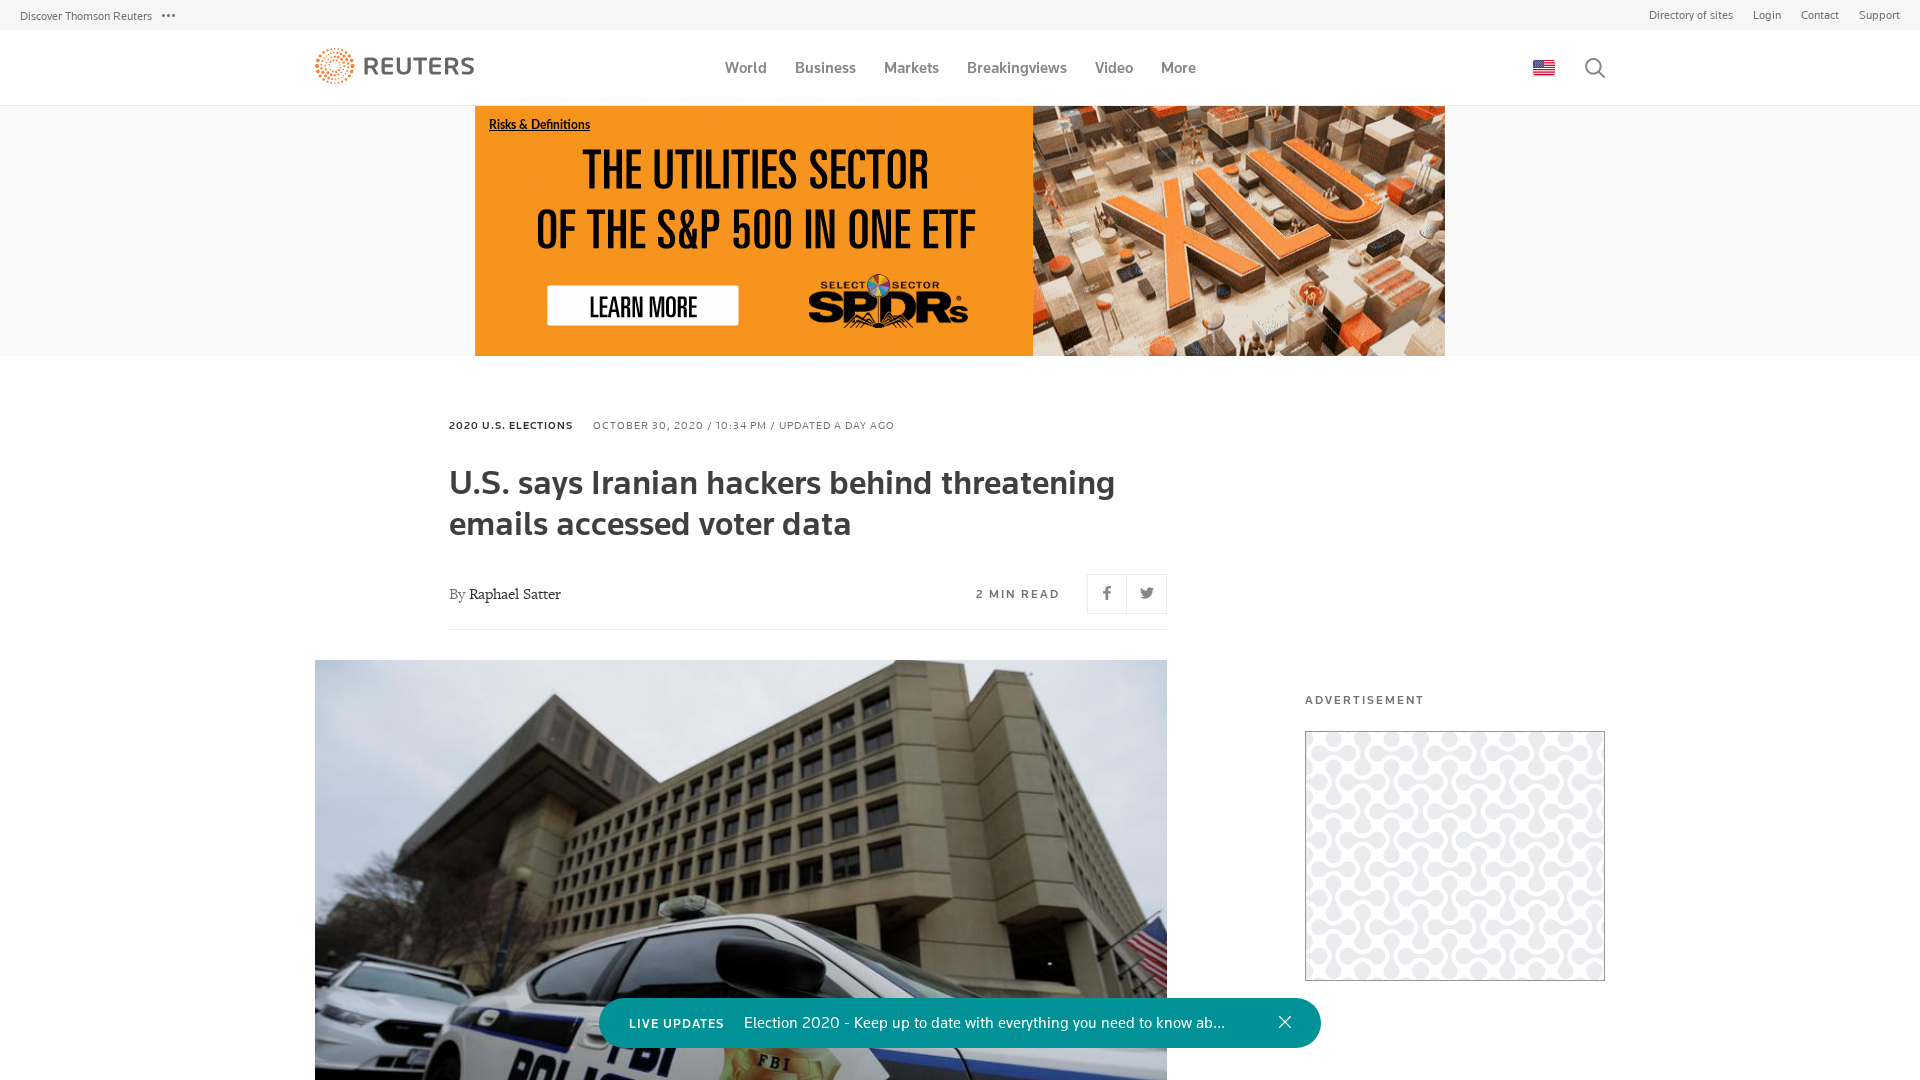 Discover Thomson Reuters
Directory of sites Login Contact Support
REUTERS
World Business Markets Breakingviews Video More
Risks & Definitions
THE UTILITIES SECTOR
OF THE S&P 500 IN ONE ETF
LEARN MORE
SELECT SECTOR
SPDRs®
XLU
2020 U.S. ELECTIONS OCTOBER 30, 2020 / 10:34 PM / UPDATED A DAY AGO
U.S. says Iranian hackers behind threatening
emails accessed voter data
By Raphael Satter
2 MIN READ
ADVERTISEMENT
LIVE UPDATES Election 2020 - Keep up to date with everything you need to know ab...
FBI
POLIC
FBI